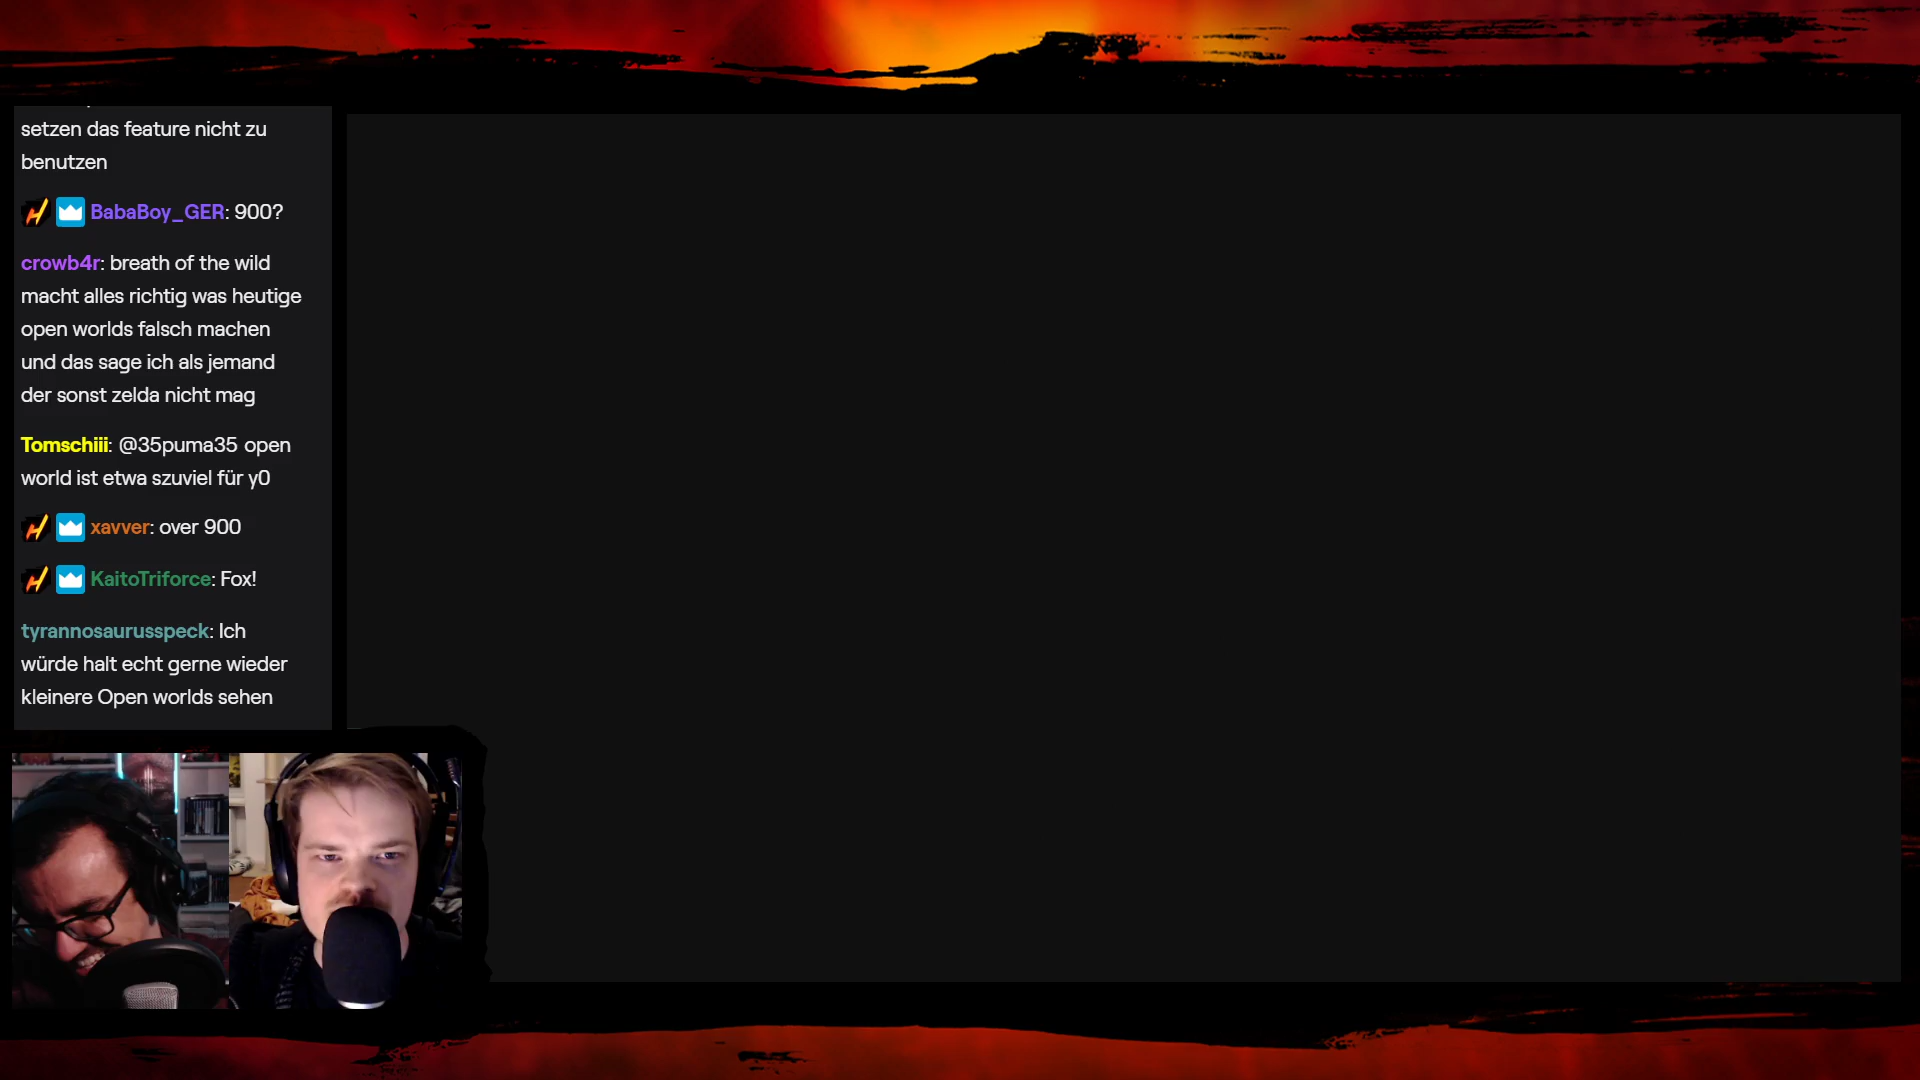 setzen das feature nicht zu
benutzen
BabaBoy_GER: 900?
crowb4r: breath of the wild
macht alles richtig was heutige
open worlds falsch machen
und das sage ich als jemand
der sonst zelda nicht mag
Tomschiii: @35puma35 open
world ist etwa szuviel für y0
xavver: over 900
KaitoTriforce: Fox!
tyrannosaurusspeck: Ich
würde halt echt gerne wieder
kleinere Open worlds sehen